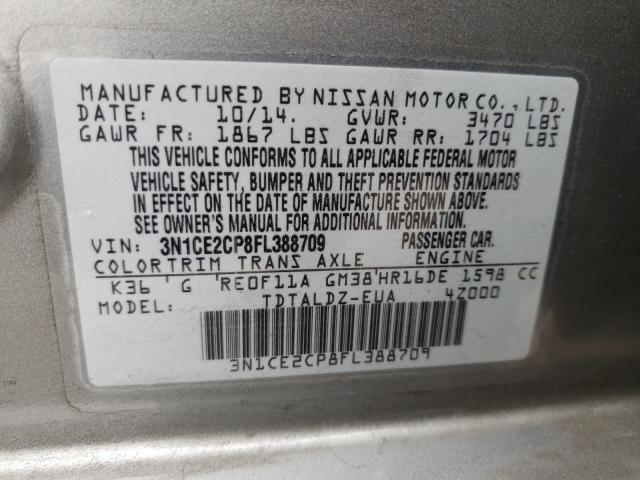 MANUFACTURED BY NISSAN MOTOR CO., LTD.
DATE: 10/14. GVWR: 3470 LBS
GAWR FR: 1867 LBS GAWR RR: 1704 LBS
THIS VEHICLE CONFORMS TO ALL APPLICABLE FEDERAL MOTOR
VEHICLE SAFETY, BUMPER AND THEFT PREVENTION STANDARDS
IN EFFECT ON THE DATE OF MANUFACTURE SHOWN ABOVE.
SEE OWNER'S MANUAL FOR ADDITIONAL INFORMATION.
VIN: 3N1CE2CP8FL388709 PASSENGER CAR.
COLOR TRIM TRANS AXLE ENGINE
K36 G RE0F11A GM38 HR16DE 1598 CC
MODEL: TDTALDZ-EUA 4Z000
3N1CE2CP8FL388709